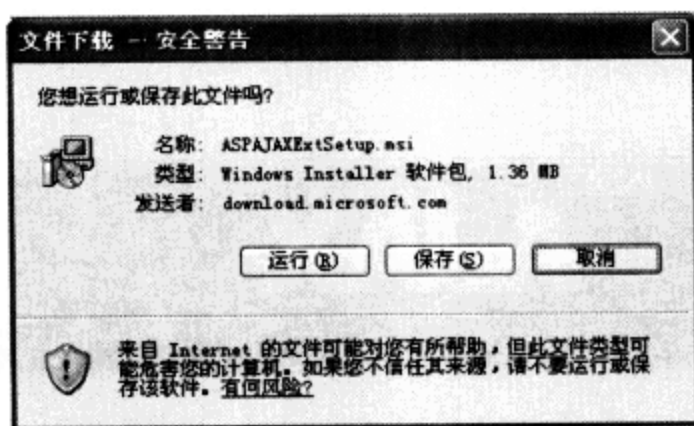 文件下载 - 安全警告
您想运行或保存此文件吗?
名称: ASPAJAXExtSetup.msi
类型: Windows Installer 软件包, 1.36 MB
发送者: download.microsoft.com
运行(R) 保存(S) 取消
来自 Internet 的文件可能对您有所帮助，但此文件类型可
能危害您的计算机。如果您不信任其来源，请不要运行或保
存该软件。有何风险?